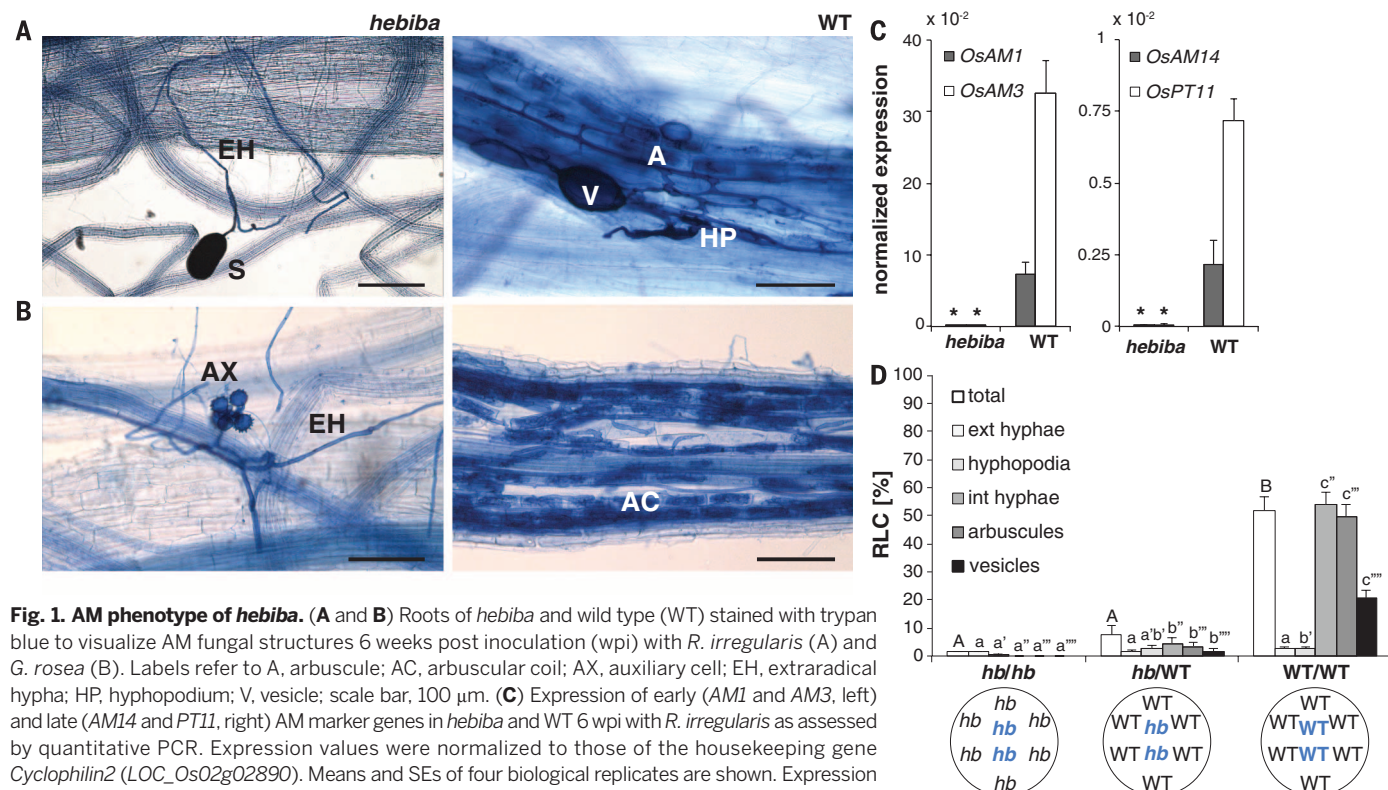 A
hebiba
WT
EH
S
A
V
HP
B
AX
EH
AC
C
x 10-2
40
30
20
10
0
normalized expression
OsAM1
OsAM3
* *
hebiba WT
x 10-2
1
0.75
0.5
0.25
0
OsAM14
OsPT11
* *
hebiba WT
D
100
90
80
70
60
50
40
30
20
10
0
RLC [%]
total
ext hyphae
hyphopodia
int hyphae
arbuscules
vesicles
A a a' a" a"' a""
A a a'b' b" b"' b""
B a b' c" c"' c""
hb/hb hb/WT WT/WT
hb
hb hb
hb
hb hb
hb
hb
WT
WT hb WT
WT hb WT
WT
WT
WT WT WT
WT WT WT
WT
Fig. 1. AM phenotype of hebiba. (A and B) Roots of hebiba and wild type (WT) stained with trypan
blue to visualize AM fungal structures 6 weeks post inoculation (wpi) with R. irregularis (A) and
G. rosea (B). Labels refer to A, arbuscule; AC, arbuscular coil; AX, auxiliary cell; EH, extraradical
hypha; HP, hyphopodium; V, vesicle; scale bar, 100 μm. (C) Expression of early (AM1 and AM3, left)
and late (AM14 and PT11, right) AM marker genes in hebiba and WT 6 wpi with R. irregularis as assessed
by quantitative PCR. Expression values were normalized to those of the housekeeping gene
Cyclophilin2 (LOC_Os02g02890). Means and SEs of four biological replicates are shown. Expression